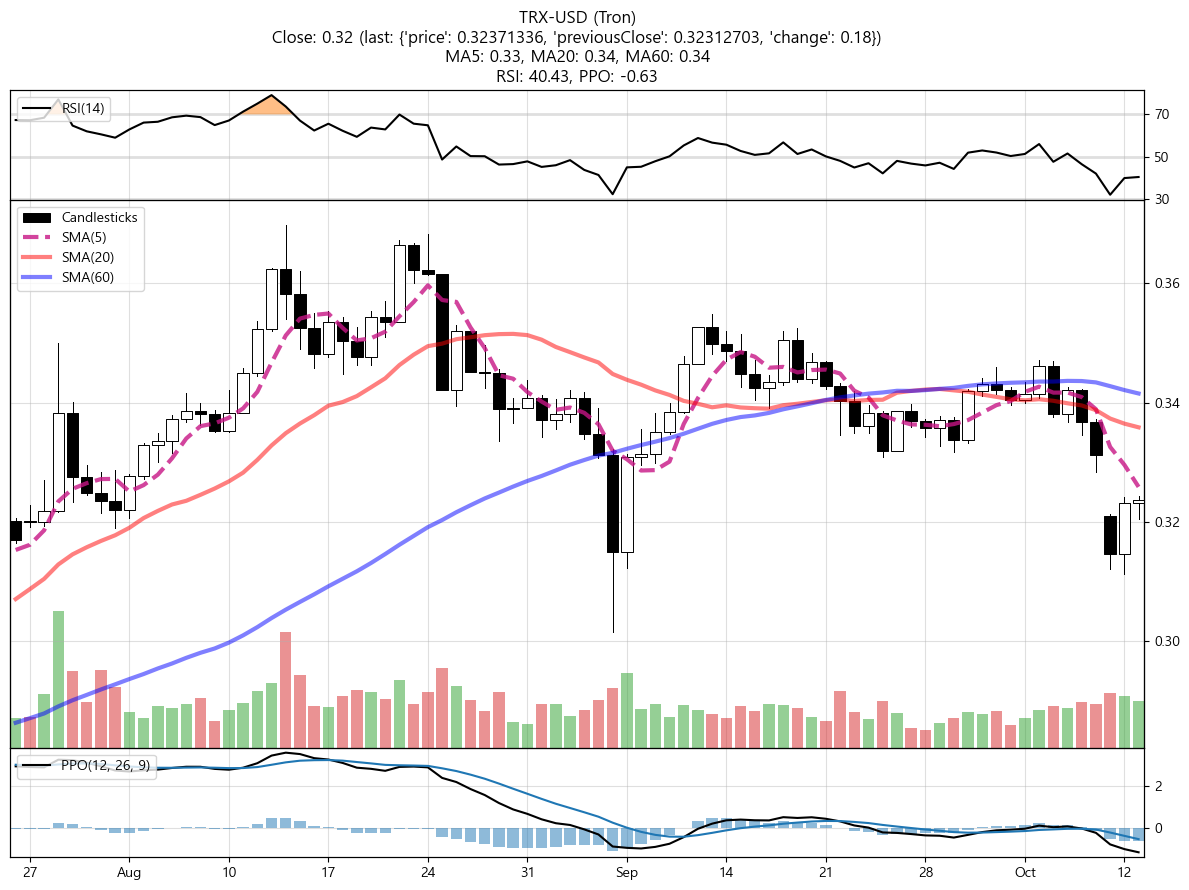 TRX-USD (Tron)
Close: 0.32 (last: {'price': 0.32371336, 'previousClose': 0.32312703, 'change': 0.18})
MA5: 0.33, MA20: 0.34, MA60: 0.34
RSI: 40.43, PPO: -0.63
RSI(14)
70
50
30
Candlesticks
SMA(5)
SMA(20)
SMA(60)
0.36
0.34
0.32
0.30
PPO(12, 26, 9)
2
0
27 Aug 10 17 24 31 Sep 14 21 28 Oct 12